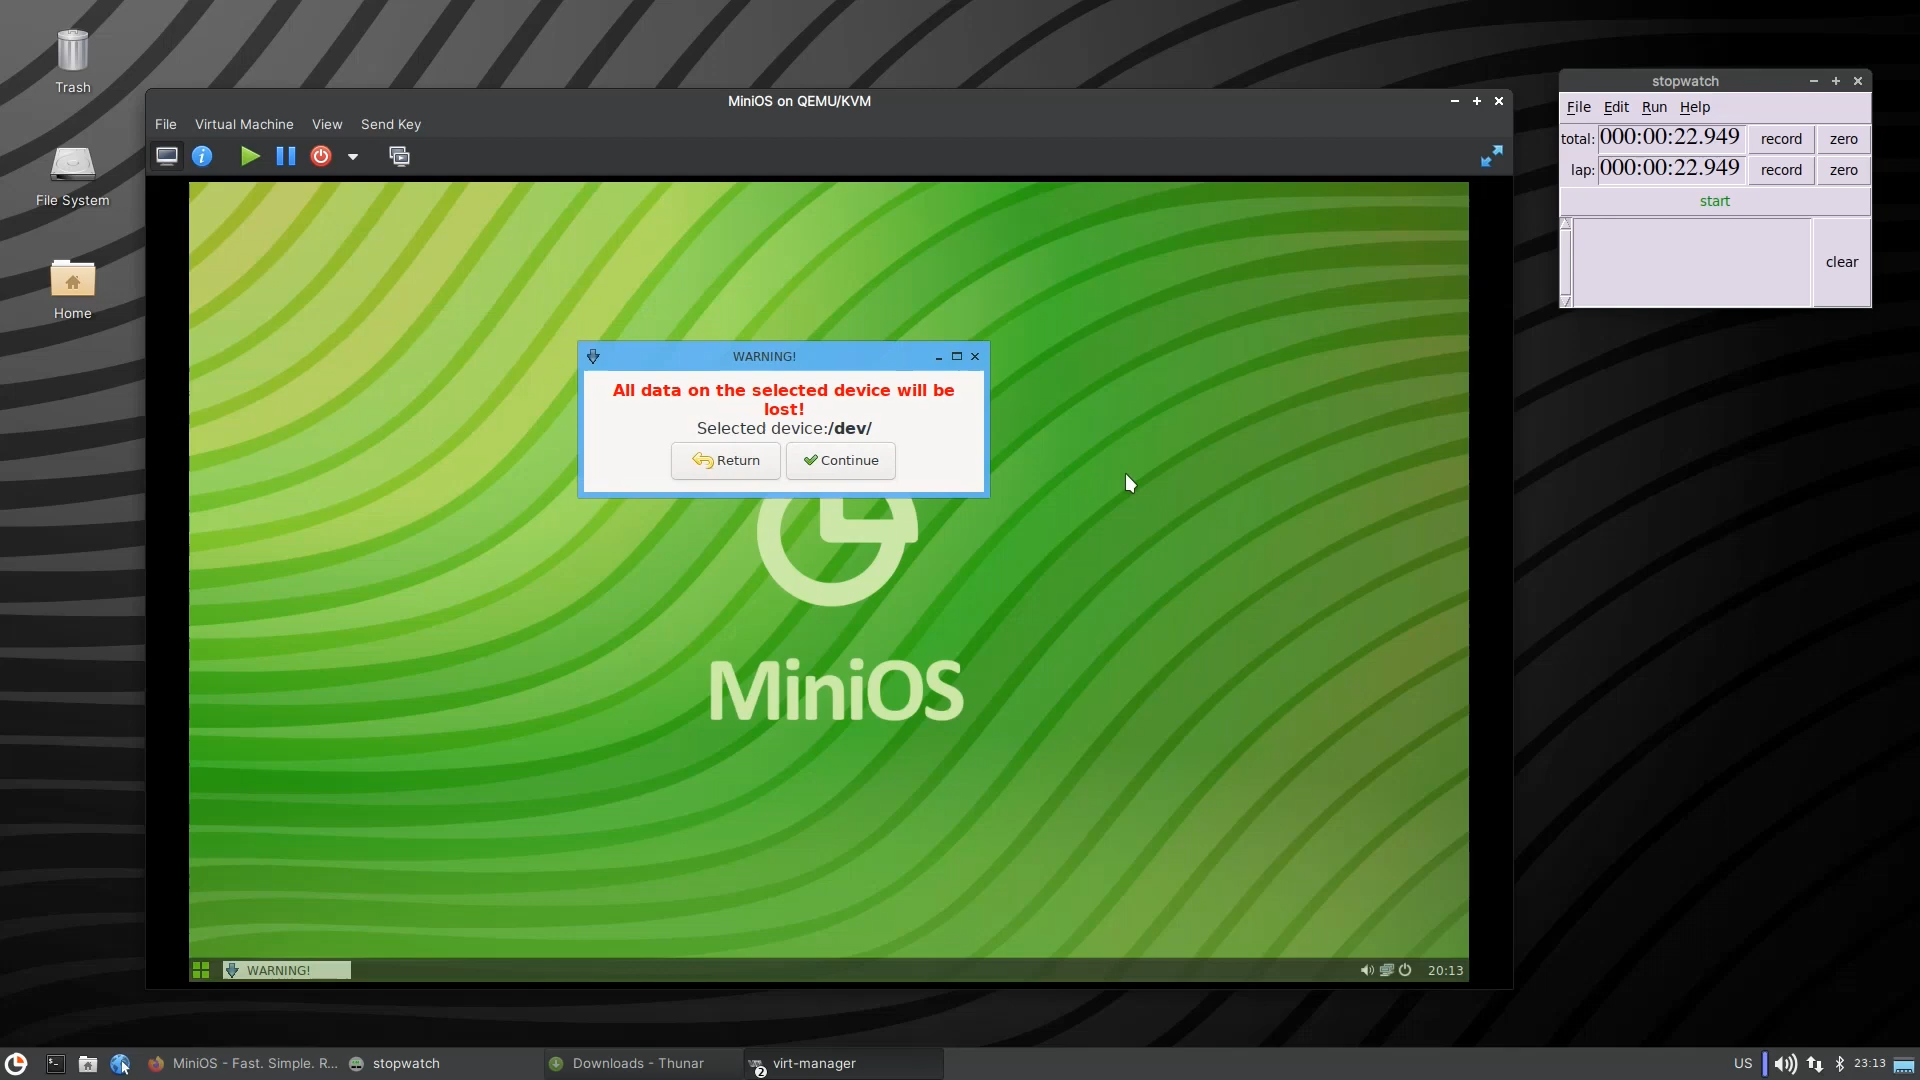 Trash
File System
Home
MiniOS on QEMU/KVM
File Virtual Machine View Send Key
WARNING!
All data on the selected device will be
lost!
Selected device:/dev/
Return Continue
MiniOS
WARNING!
20:13
stopwatch
File Edit Run Help
total: 000:00:22.949 record zero
lap: 000:00:22.949 record zero
start
clear
MiniOS - Fast. Simple. R... stopwatch Downloads - Thunar 2 virt-manager US 23:13